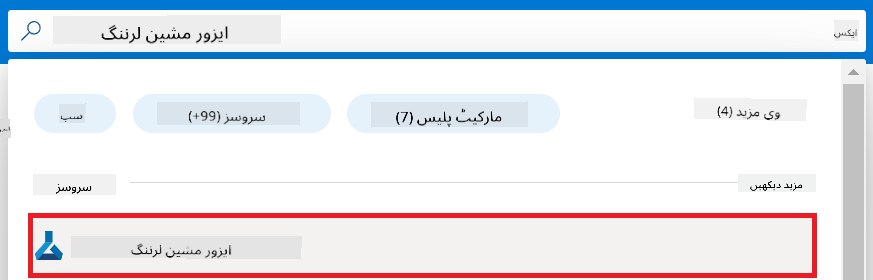 ایزور مشین لرننگ
ایکس
سب
سروسز (99+)
مارکیٹ پلیس (7)
وی مزید (4)
سروسز
مزید دیکھیں
ایزور مشین لرننگ